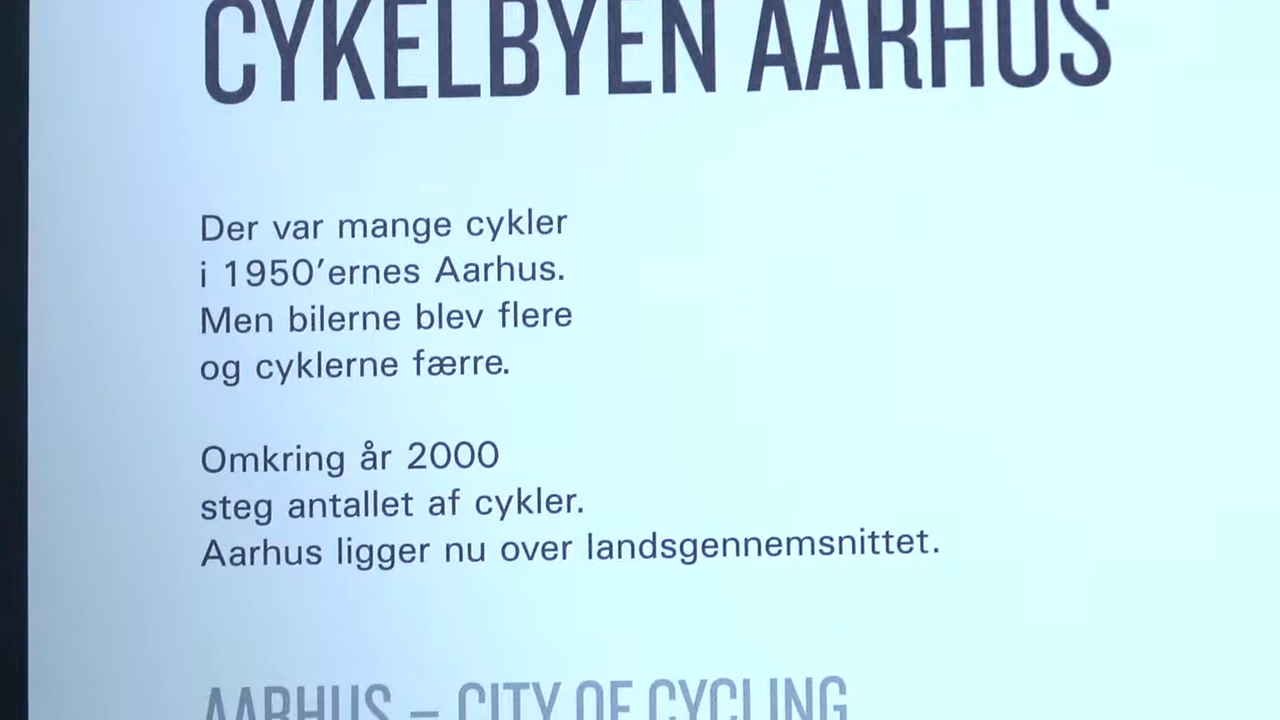 CYKELBYEN AARHUS
Der var mange cykler
i 1950’ernes Aarhus.
Men bilerne blev flere
og cyklerne færre.
Omkring år 2000
steg antallet af cykler.
Aarhus ligger nu over landsgennemsnittet.
AARHUS – CITY OF CYCLING